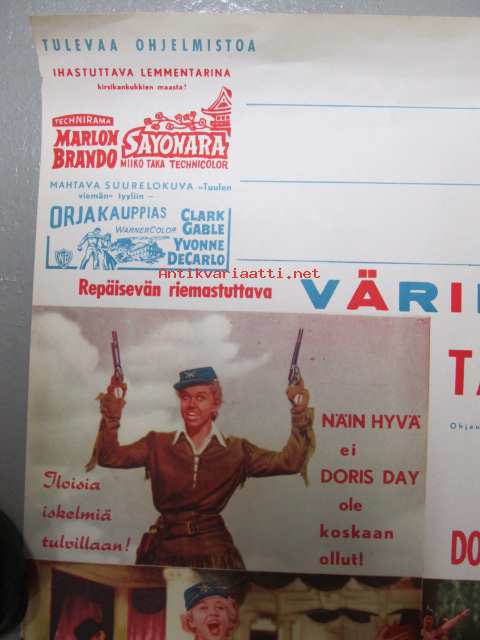 TULEVAA OHJELMISTOA
IHASTUTTAVA LEMMENTARINA
kirsikankukkien maasta?
TECHNIRAMA
MARLON
BRANDO
SAYONARA
MIIKO TAKA TECHNICOLOR
MAHTAVA SUURELOKUVA »Tuulen
viemän» tyyliin —
ORJAKAUPPIAS
WARNERCOLOR
CLARK
GABLE
YVONNE
DeCARLO
WB
Antikvariaatti.net
Repäisevän riemastuttava
VÄRI
TA
Ohjau
NÄIN HYVÄ
ei
DORIS DAY
ole
koskaan
ollut!
Iloisia
iskelmiä
tulvillaan!
DO